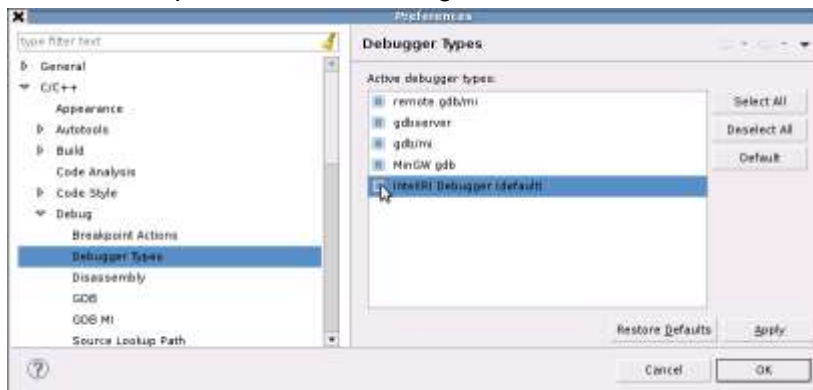 Preferences
type filter text
Debugger Types
General
C/C++
Appearance
Autotools
Build
Code Analysis
Code Style
Debug
Breakpoint Actions
Debugger Types
Disassembly
GDB
GDB MI
Source Lookup Path
Active debugger types:
remote gdb/mi
gdbserver
gdb/mi
MinGW gdb
Intel(R) Debugger (default)
Select All
Deselect All
Default
Restore Defaults
Apply
Cancel
OK